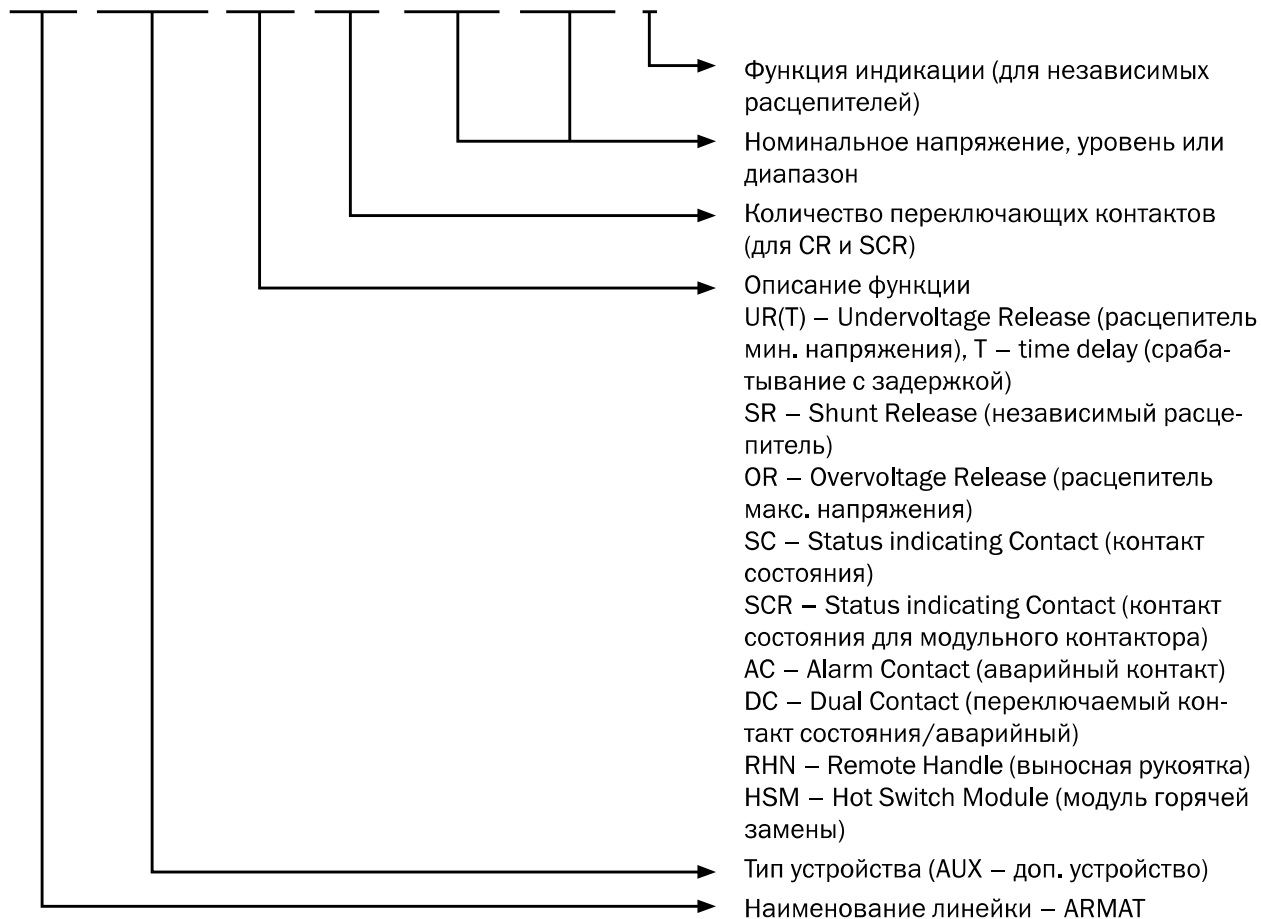 Функция индикации (для независимых
расцепителей)
Номинальное напряжение, уровень или
диапазон
Количество переключающих контактов
(для CR и SCR)
Описание функции
UR(T) – Undervoltage Release (расцепитель
мин. напряжения), T – time delay (сраба-
тывание с задержкой)
SR – Shunt Release (независимый расце-
питель)
OR – Overvoltage Release (расцепитель
макс. напряжения)
SC – Status indicating Contact (контакт
состояния)
SCR – Status indicating Contact (контакт
состояния для модульного контактора)
AC – Alarm Contact (аварийный контакт)
DC – Dual Contact (переключаемый кон-
такт состояния/аварийный)
RHN – Remote Handle (выносная рукоятка)
HSM – Hot Switch Module (модуль горячей
замены)
Тип устройства (AUX – доп. устройство)
Наименование линейки – ARMAT